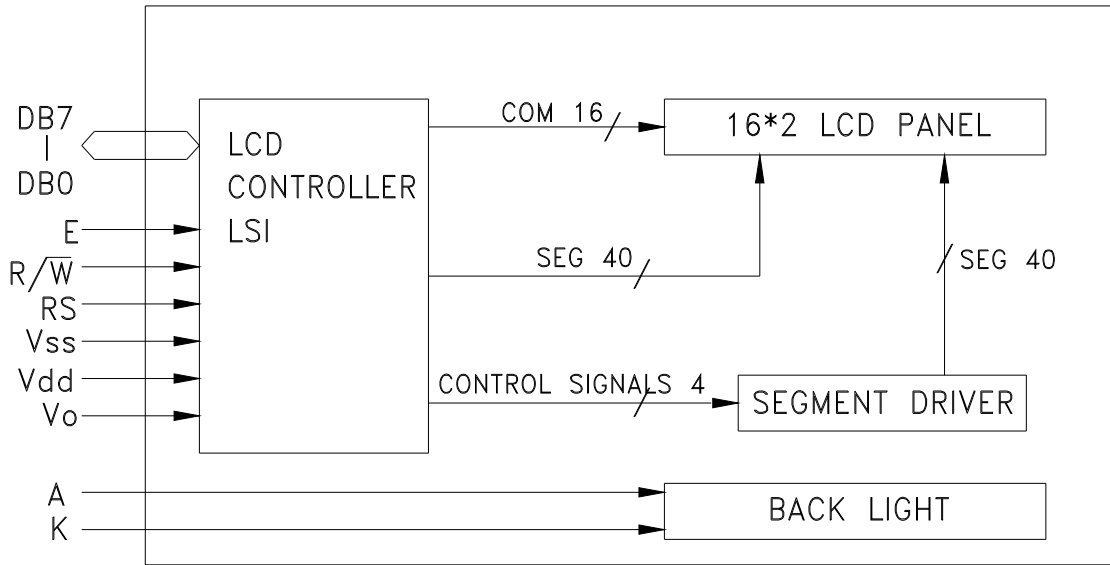 DB7
DB0
E
R/W̅
RS
Vss
Vdd
Vo
A
K
LCD
CONTROLLER
LSI
COM 16
16*2 LCD PANEL
SEG 40
SEG 40
CONTROL SIGNALS 4
SEGMENT DRIVER
BACK LIGHT